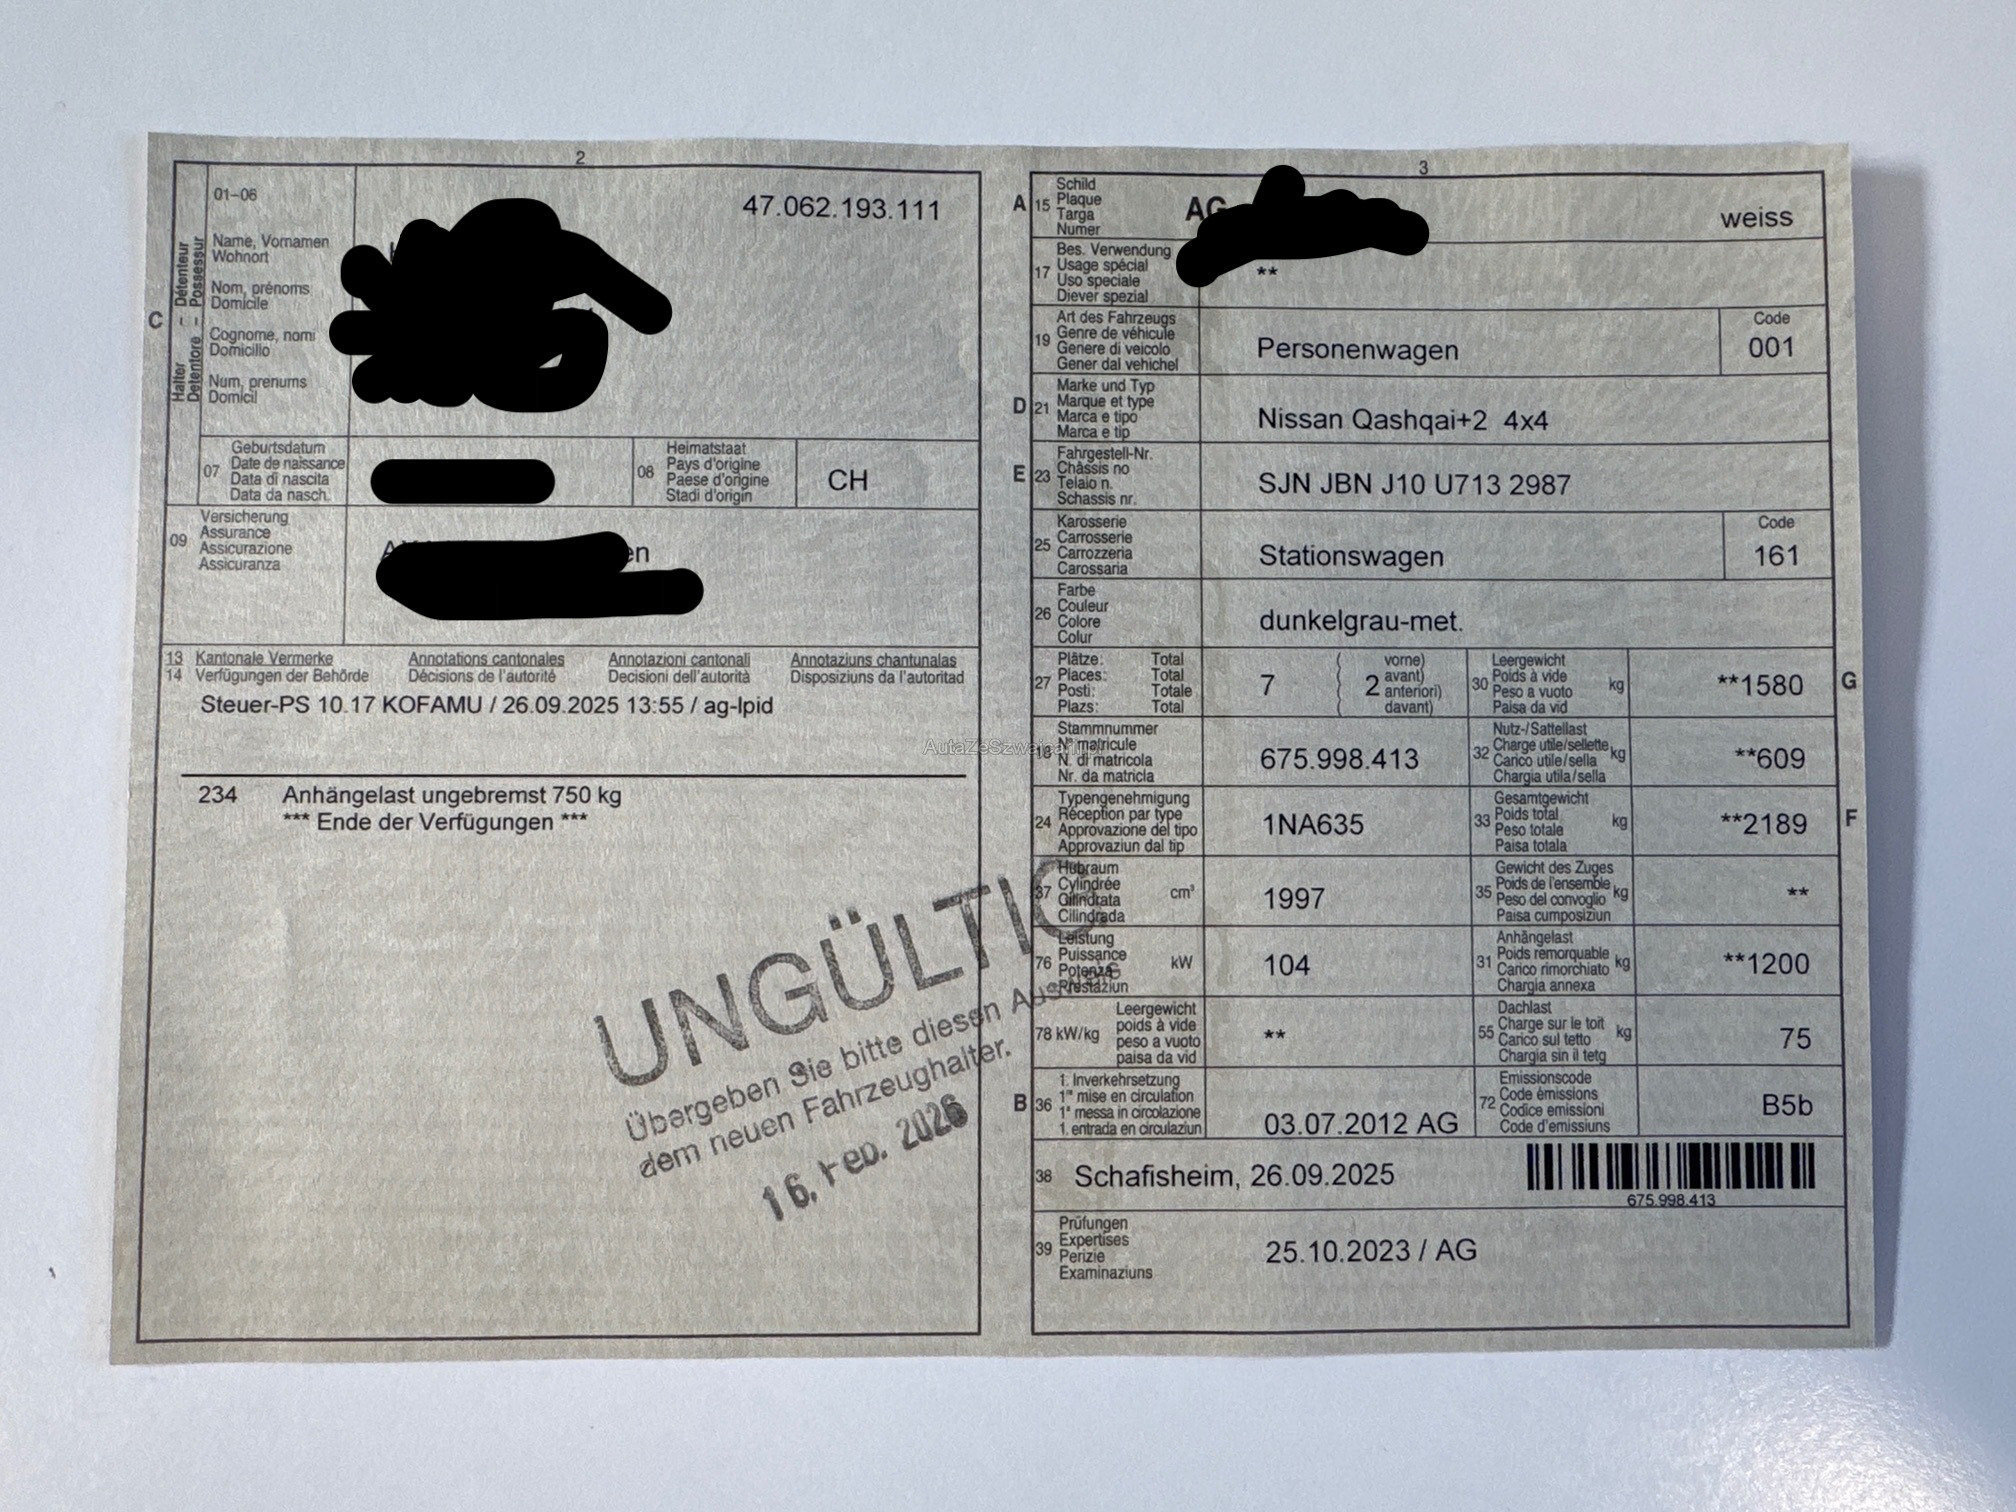 2
01–06
47.062.193.111
C
Halter – Détenteur
Detentore – Possessur
Name, Vornamen
Wohnort
Nom, prénoms
Domicile
Cognome, nomi
Domicilio
Num, prenums
Domicil
07
Geburtsdatum
Date de naissance
Data di nascita
Data da nasch.
08
Heimatstaat
Pays d'origine
Paese d'origine
Stadi d'origin
CH
09
Versicherung
Assurance
Assicurazione
Assicuranza
en
13 Kantonale Vermerke Annotations cantonales Annotazioni cantonali Annotaziuns chantunalas
14 Verfügungen der Behörde Décisions de l'autorité Decisioni dell'autorità Disposiziuns da l'autoritad
Steuer-PS 10.17 KOFAMU / 26.09.2025 13:55 / ag-lpid
234 Anhängelast ungebremst 750 kg
*** Ende der Verfügungen ***
UNGÜLTIG
Übergeben Sie bitte diesen Ausweis
dem neuen Fahrzeughalter.
16. Feb. 2026
3
A 15
Schild
Plaque
Targa
Numer
AG
weiss
17
Bes. Verwendung
Usage spécial
Uso speciale
Diever spezial
**
19
Art des Fahrzeugs
Genre de véhicule
Genere di veicolo
Gener dal vehichel
Personenwagen
Code
001
D 21
Marke und Typ
Marque et type
Marca e tipo
Marca e tip
Nissan Qashqai+2 4x4
E 23
Fahrgestell-Nr.
Châssis no
Telaio n.
Schassis nr.
SJN JBN J10 U713 2987
25
Karosserie
Carrosserie
Carrozzeria
Carossaria
Stationswagen
Code
161
26
Farbe
Couleur
Colore
Colur
dunkelgrau-met.
27
Plätze: Total
Places: Total
Posti: Totale
Plazs: Total
7
2
vorne)
avant)
anteriori)
davant)
30
Leergewicht
Poids à vide
Peso a vuoto
Paisa da vid
kg
**1580
G
18
Stammnummer
N° matricule
N. di matricola
Nr. da matricla
675.998.413
32
Nutz-/Sattellast
Charge utile/sellette
Carico utile/sella
Chargia utila/sella
kg
**609
24
Typengenehmigung
Réception par type
Approvazione del tipo
Approvaziun dal tip
1NA635
33
Gesamtgewicht
Poids total
Peso totale
Paisa totala
kg
**2189
F
37
Hubraum
Cylindrée
Cilindrata
Cilindrada
cm³
1997
35
Gewicht des Zuges
Poids de l'ensemble
Peso del convoglio
Paisa cumposiziun
kg
**
76
Leistung
Puissance
Potenza
Prestaziun
kW
104
31
Anhängelast
Poids remorquable
Carico rimorchiato
Chargia annexa
kg
**1200
78 kW/kg
Leergewicht
poids à vide
peso a vuoto
paisa da vid
**
55
Dachlast
Charge sur le toit
Carico sul tetto
Chargia sin il tetg
kg
75
B 36
1. Inverkehrsetzung
1re mise en circulation
1a messa in circolazione
1. entrada en circulaziun
03.07.2012 AG
72
Emissionscode
Code émissions
Codice emissioni
Code d'emissiuns
B5b
38 Schafisheim, 26.09.2025
675.998.413
39
Prüfungen
Expertises
Perizie
Examinaziuns
25.10.2023 / AG